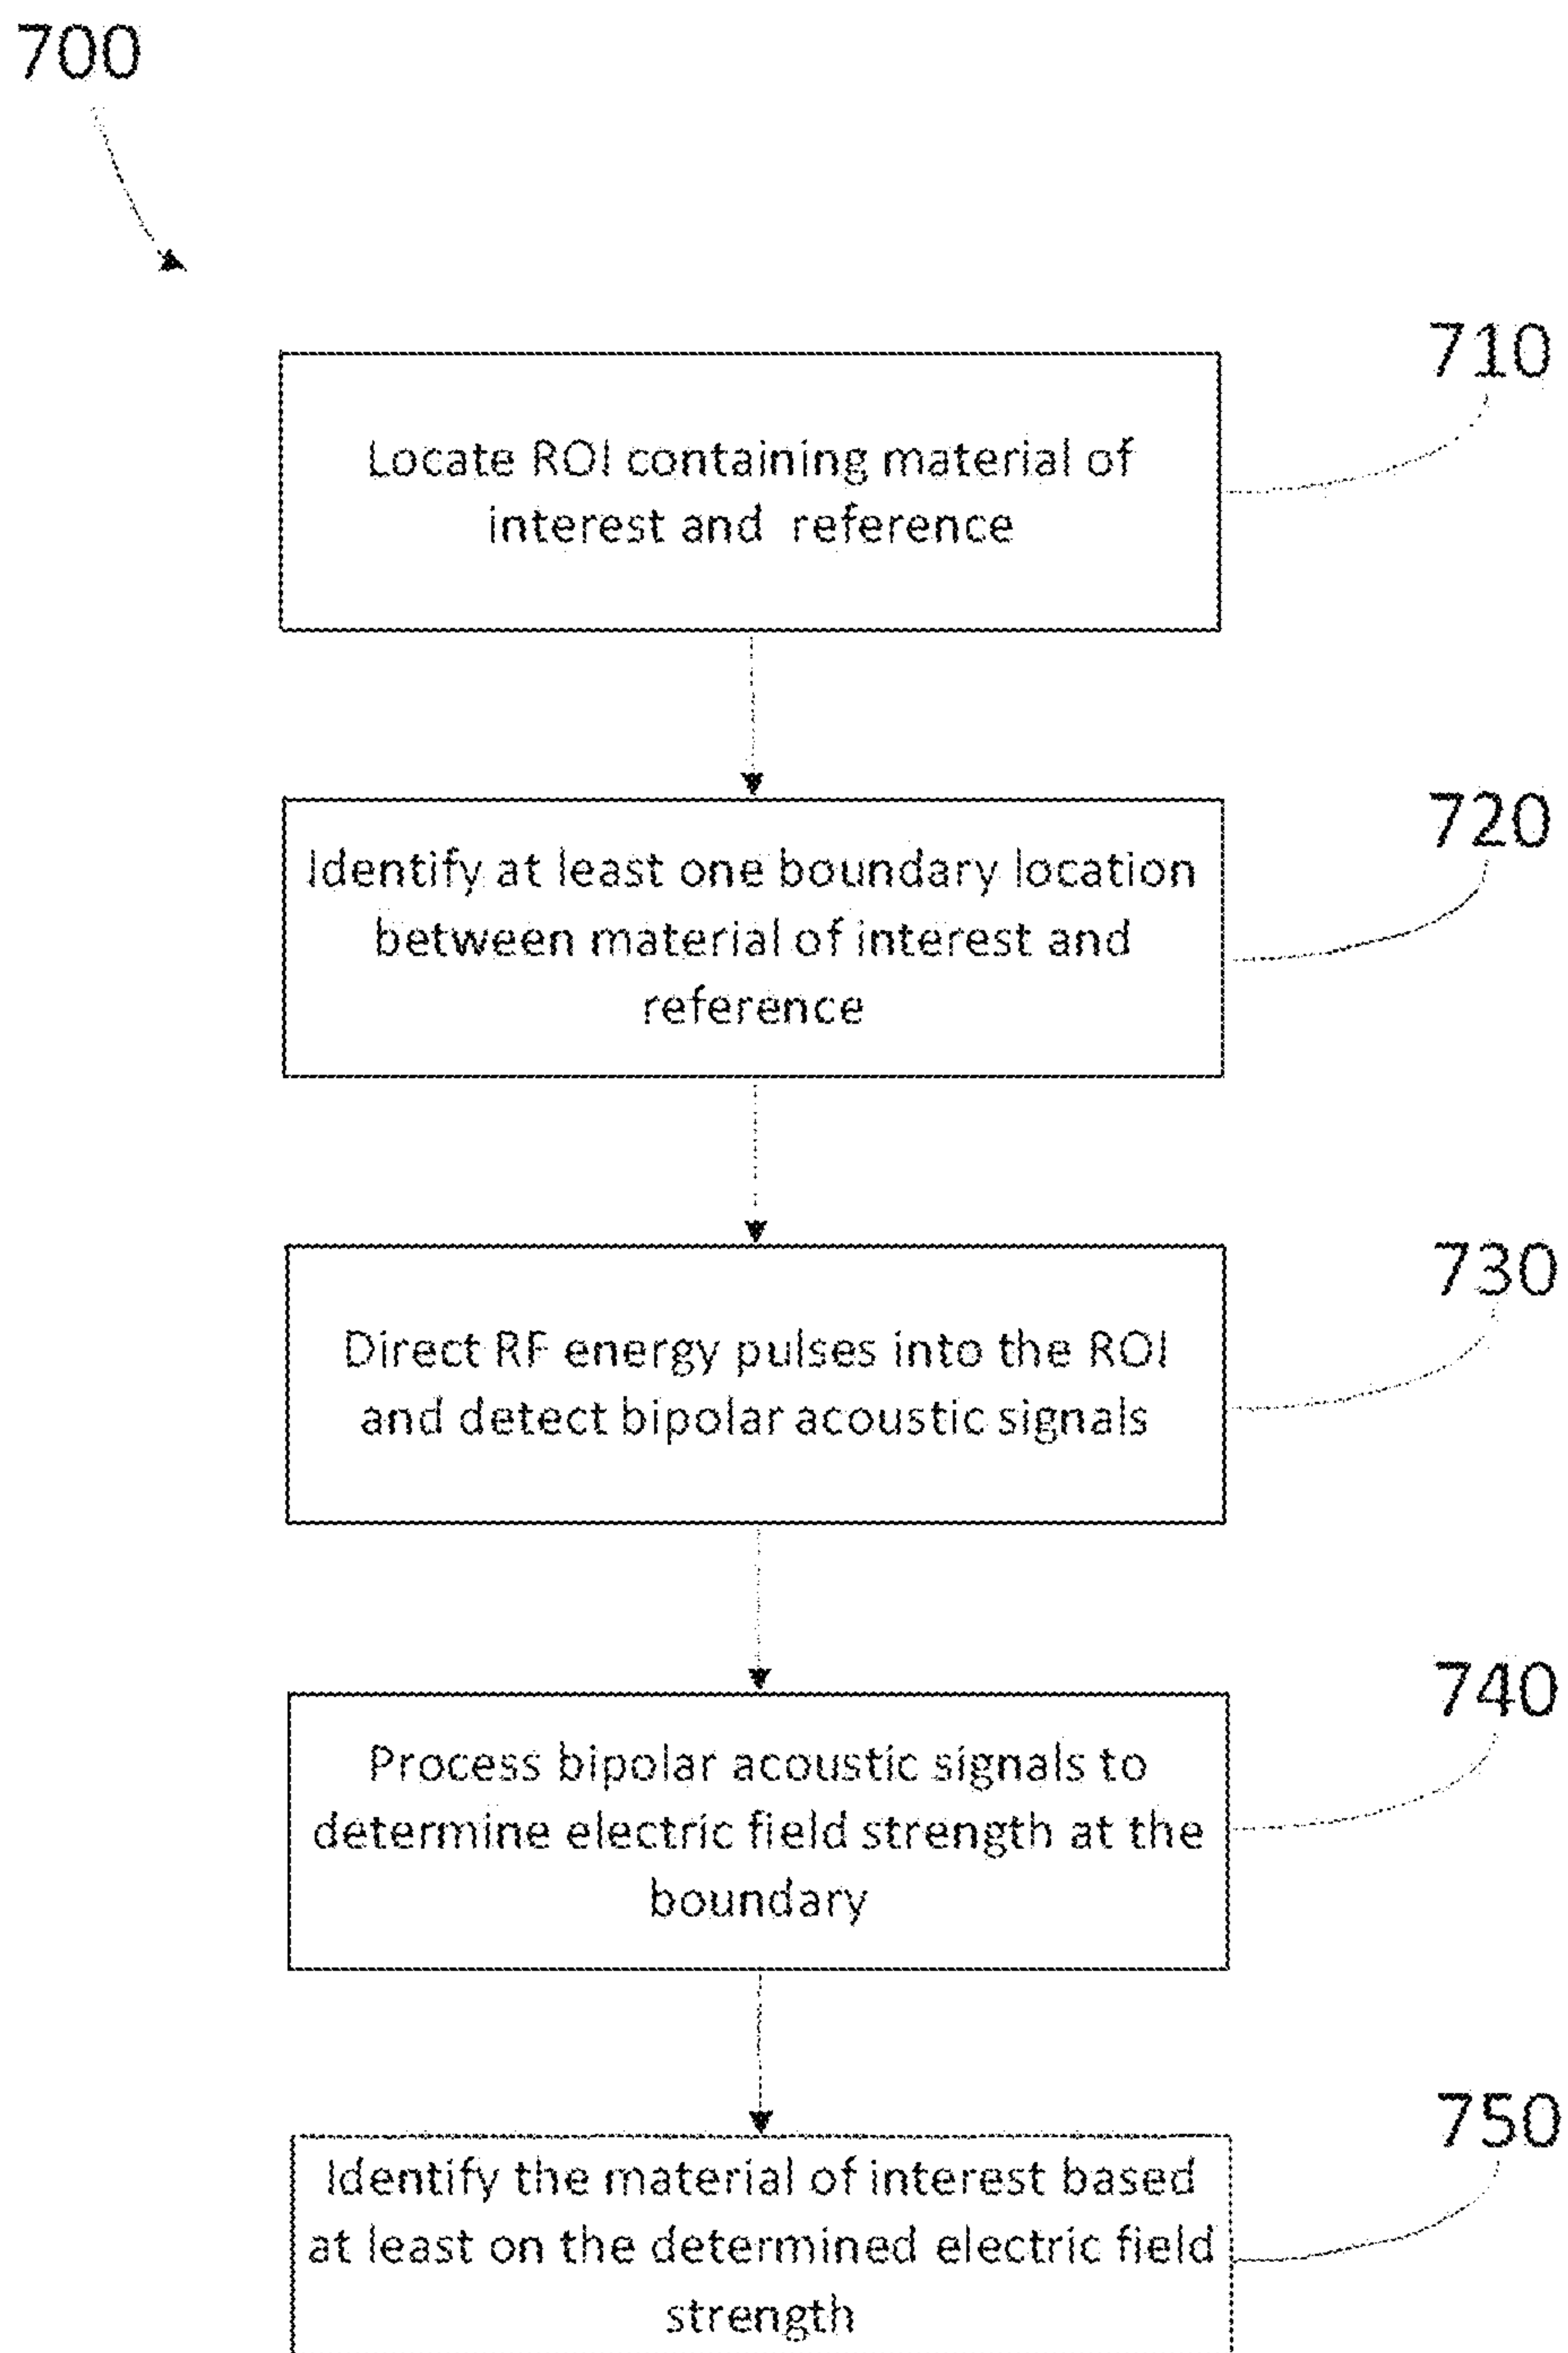 700
710
Locate ROI containing material of
interest and reference
720
Identify at least one boundary location
between material of interest and
reference
730
Direct RF energy pulses into the ROI
and detect bipolar acoustic signals
740
Process bipolar acoustic signals to
determine electric field strength at the
boundary
750
Identify the material of interest based
at least on the determined electric field
strength